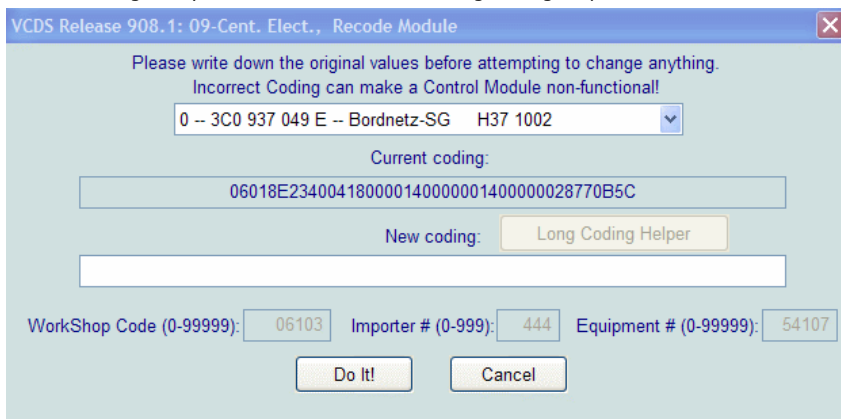 VCDS Release 908.1: 09-Cent. Elect., Recode Module
Please write down the original values before attempting to change anything.
Incorrect Coding can make a Control Module non-functional!
0 -- 3C0 937 049 E -- Bordnetz-SG H37 1002
Current coding:
06018E234004180000140000001400000028770B5C
New coding: Long Coding Helper
WorkShop Code (0-99999): 06103 Importer # (0-999): 444 Equipment # (0-99999): 54107
Do It! Cancel